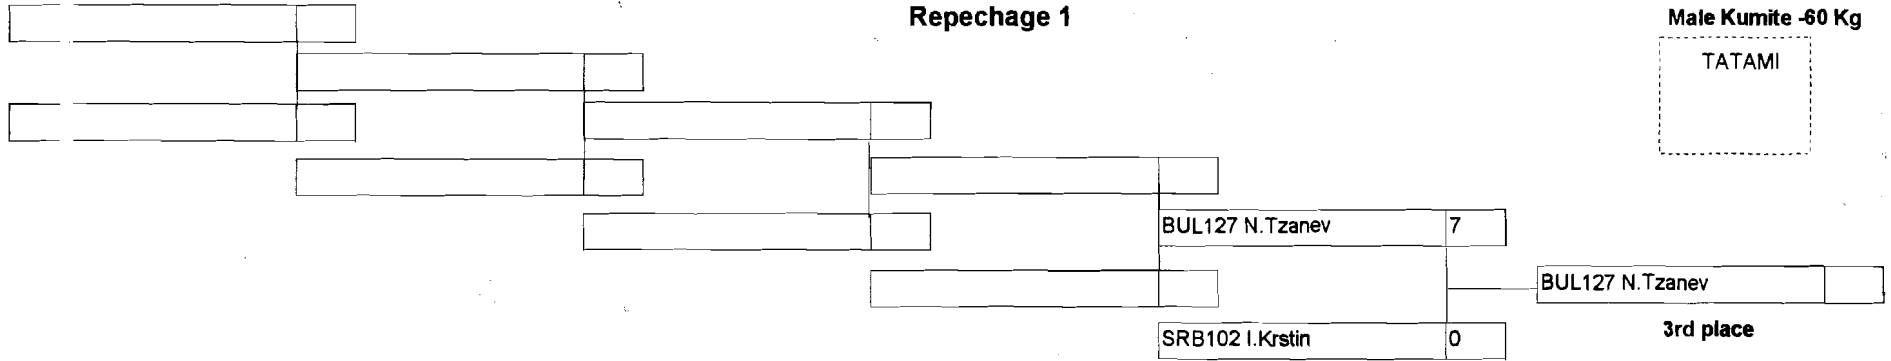 Repechage 1
Male Kumite -60 Kg
TATAMI
BUL127 N.Tzanev 7
BUL127 N.Tzanev
SRB102 I.Krstin 0
3rd place